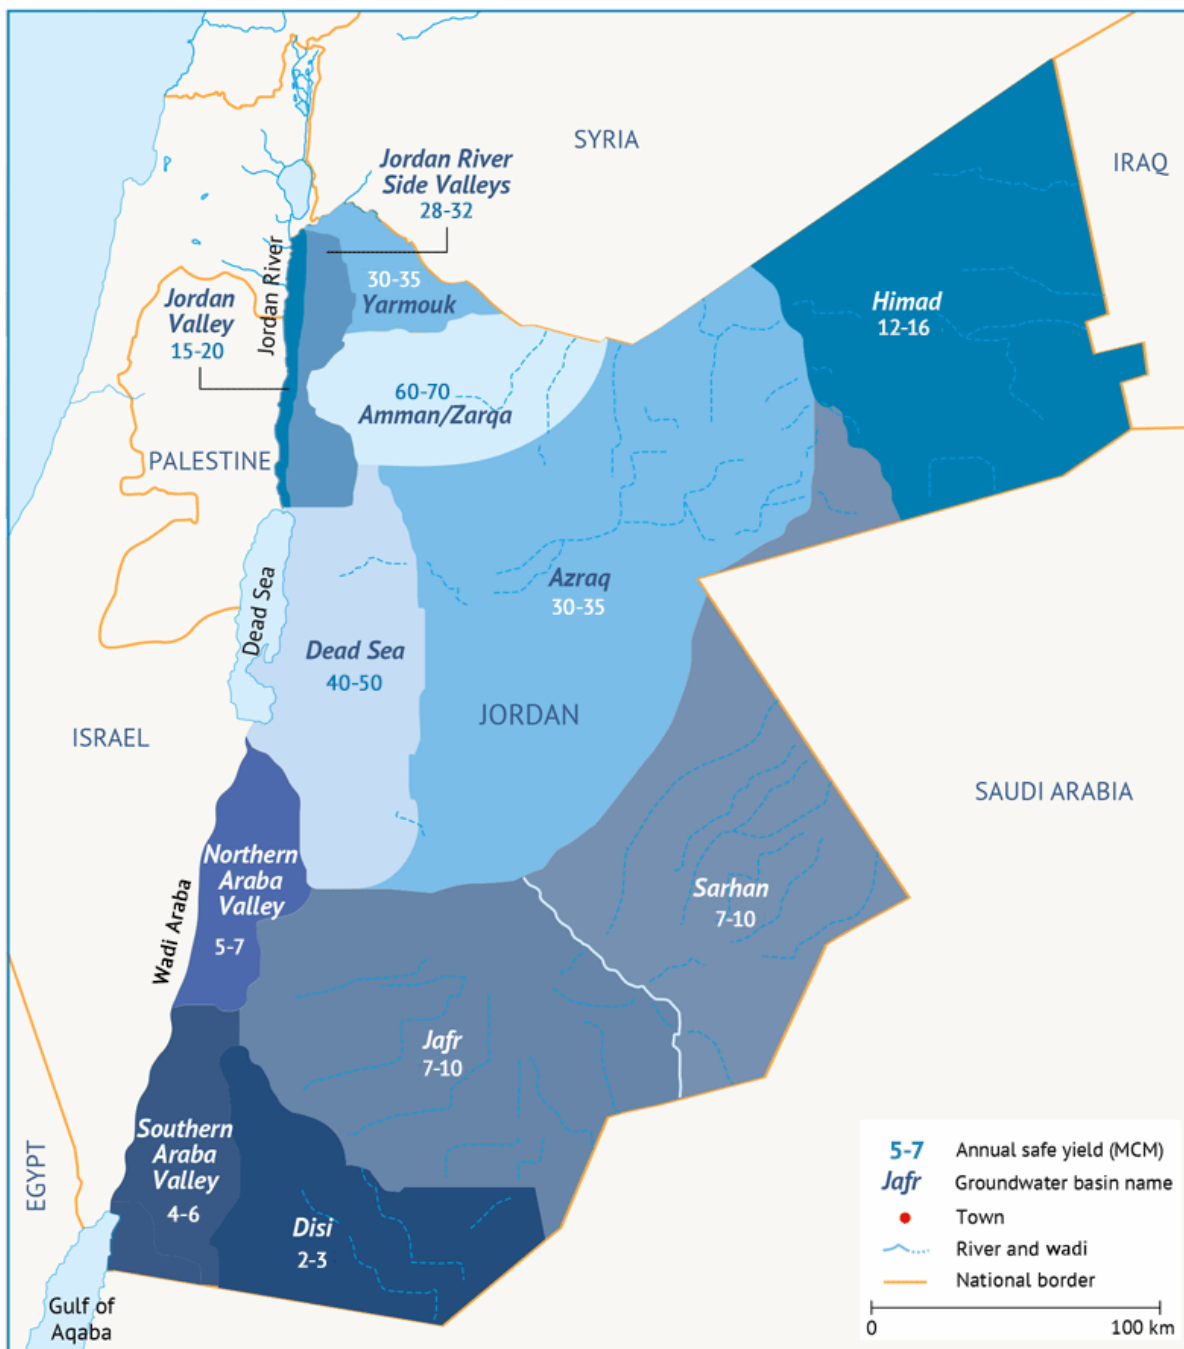 SYRIA
IRAQ
Jordan River
Side Valleys
28-32
Jordan River
30-35
Yarmouk
Jordan
Valley
15-20
Himad
12-16
60-70
Amman/Zarqa
PALESTINE
Azraq
30-35
Dead Sea
Dead Sea
40-50
JORDAN
ISRAEL
SAUDI ARABIA
Northern
Araba
Valley
5-7
Wadi Araba
Sarhan
7-10
Jafr
7-10
Southern
Araba
Valley
4-6
EGYPT
Disi
2-3
Gulf of
Aqaba
5-7 Annual safe yield (MCM)
Jafr Groundwater basin name
Town
River and wadi
National border
0 100 km